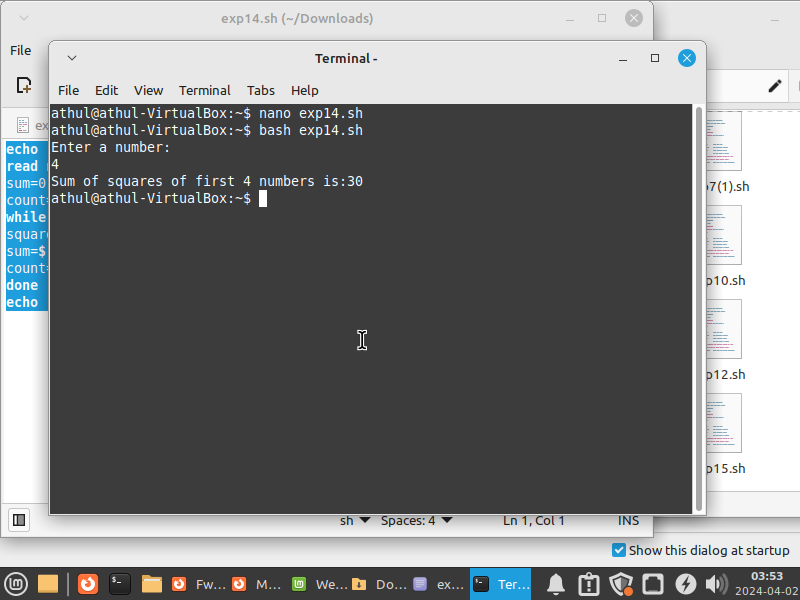 exp14.sh (~/Downloads)
File
Terminal -
File Edit View Terminal Tabs Help
athul@athul-VirtualBox:~$ nano exp14.sh
athul@athul-VirtualBox:~$ bash exp14.sh
Enter a number:
4
Sum of squares of first 4 numbers is:30
athul@athul-VirtualBox:~$
echo
read
sum=0
count=
while
square
sum=$
count=
done
echo
p7(1).sh
p10.sh
p12.sh
p15.sh
sh Spaces: 4 Ln 1, Col 1 INS
Show this dialog at startup
Fw... M... We... Do... ex... Ter...
03:53
2024-04-02